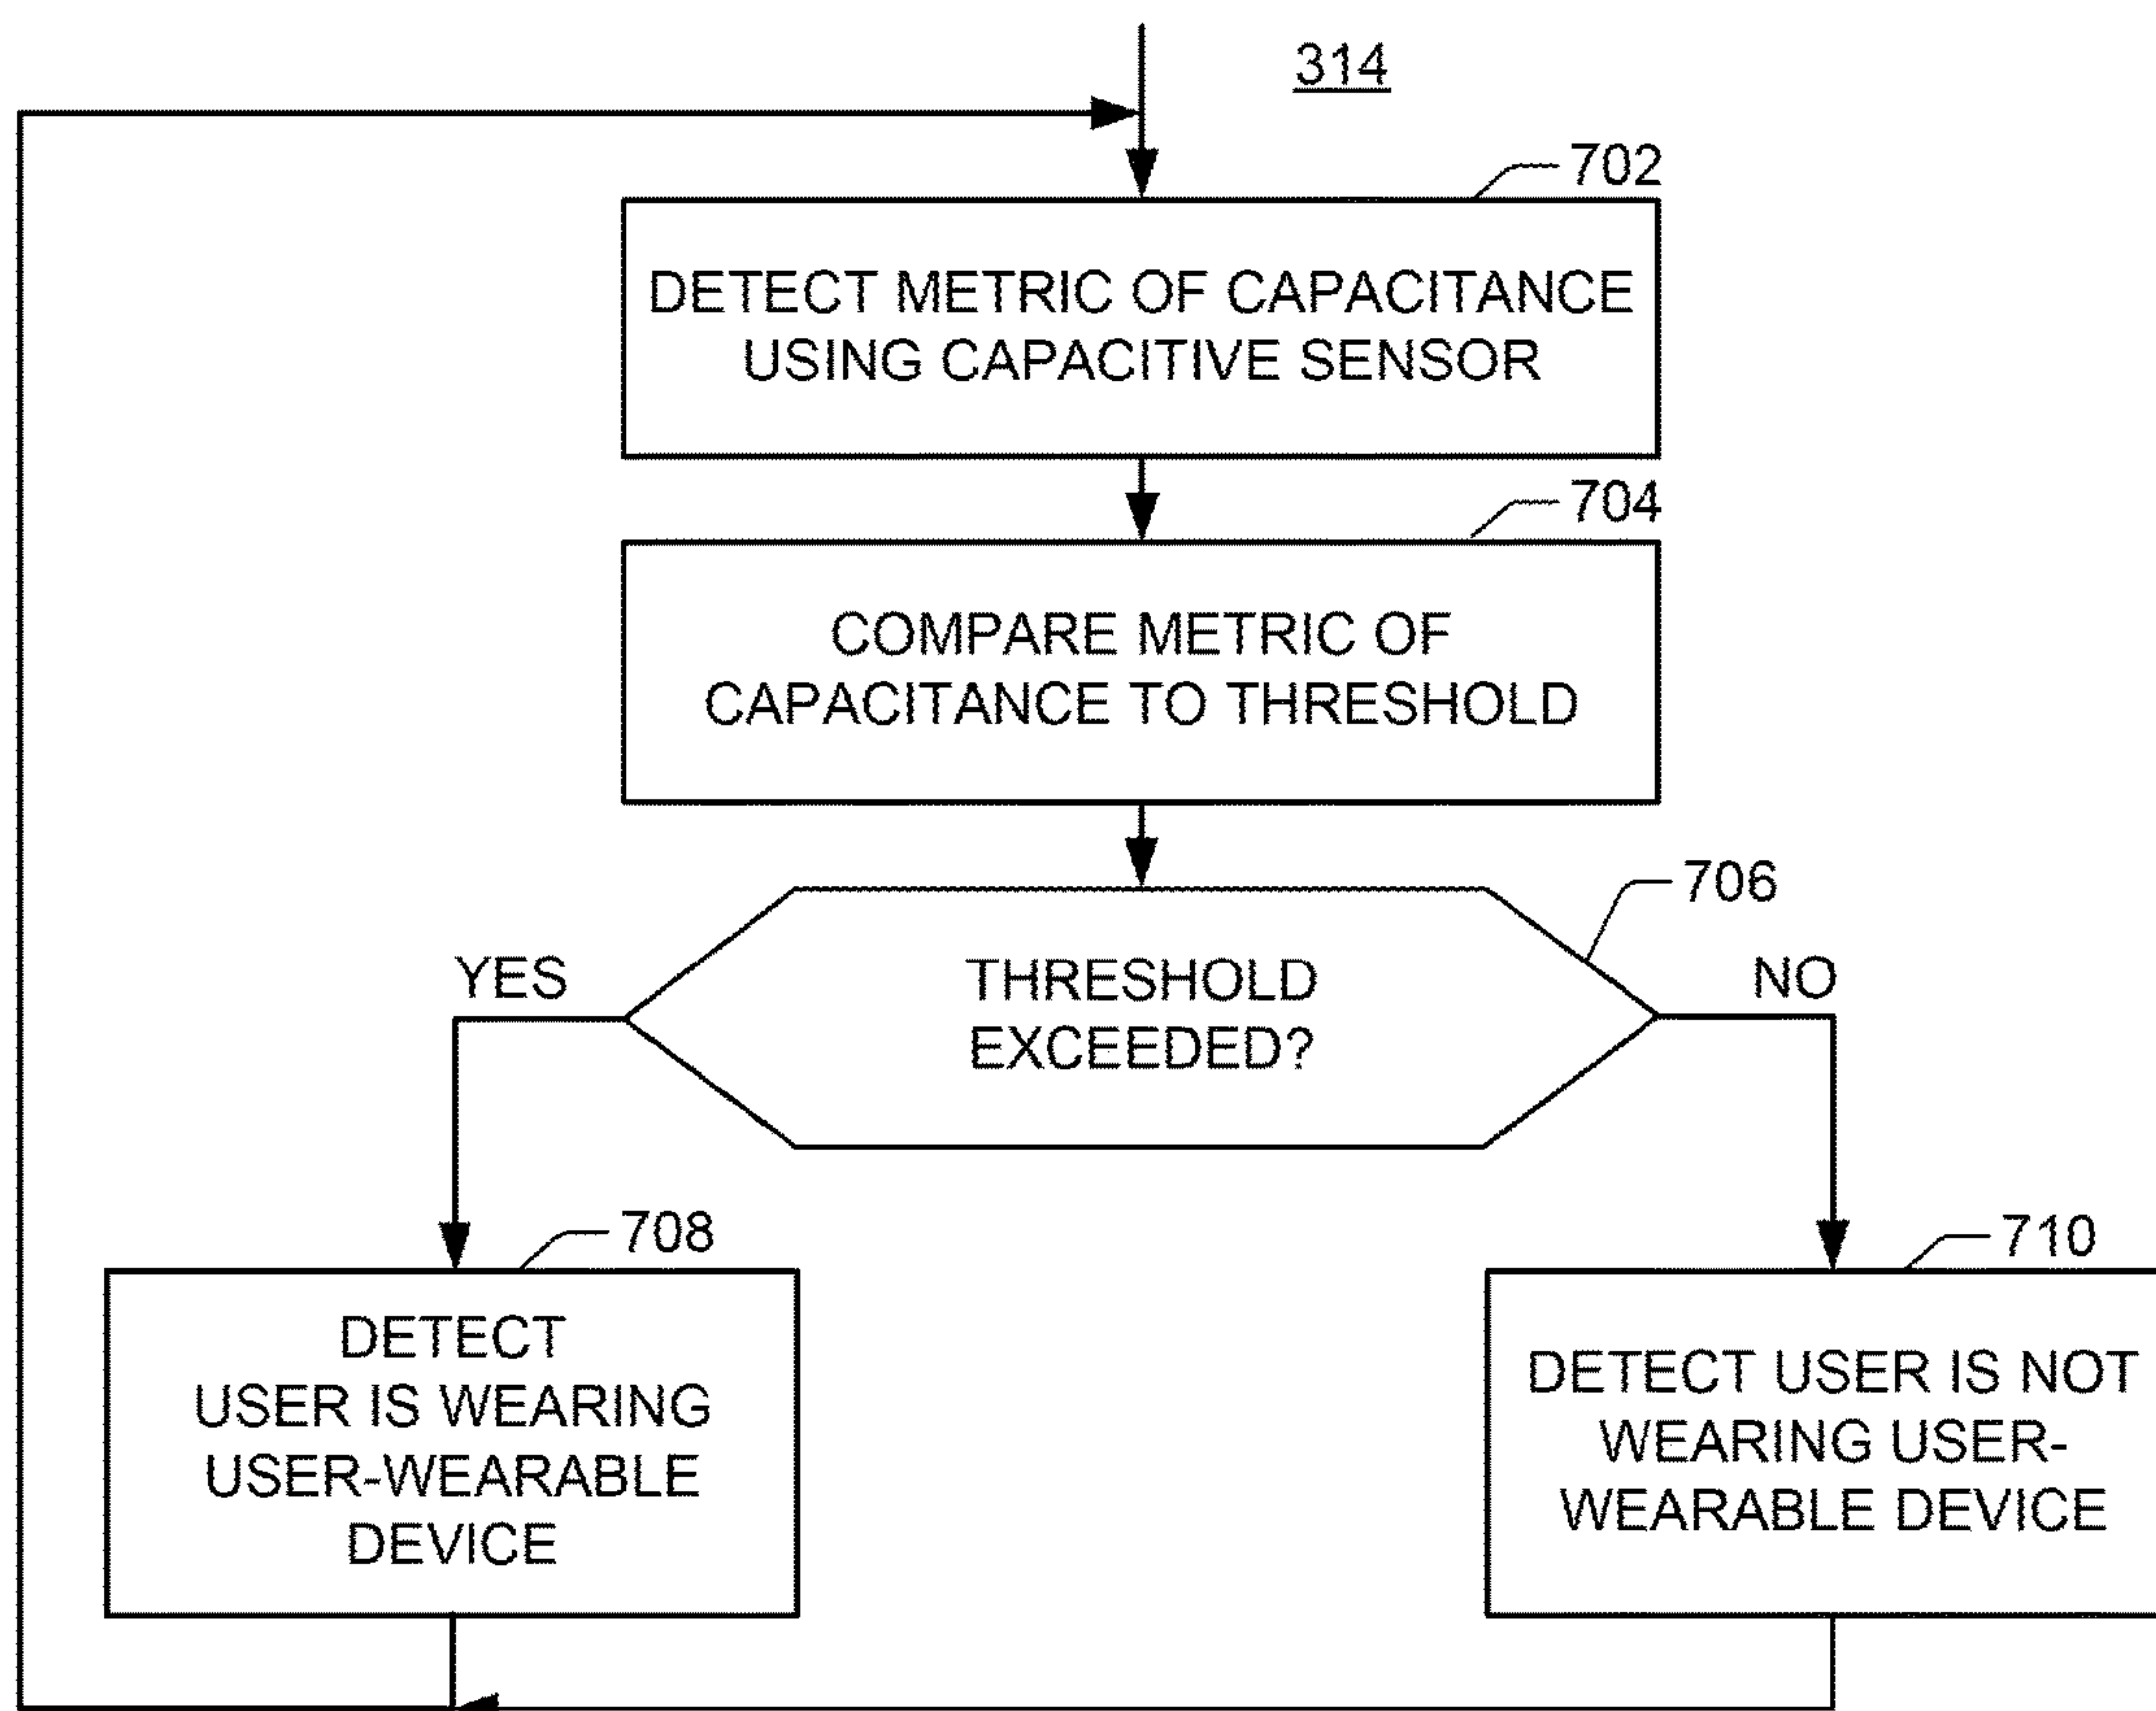 314
702
DETECT METRIC OF CAPACITANCE
USING CAPACITIVE SENSOR
704
COMPARE METRIC OF
CAPACITANCE TO THRESHOLD
706
YES
THRESHOLD
EXCEEDED?
NO
708
DETECT
USER IS WEARING
USER-WEARABLE
DEVICE
710
DETECT USER IS NOT
WEARING USER-
WEARABLE DEVICE